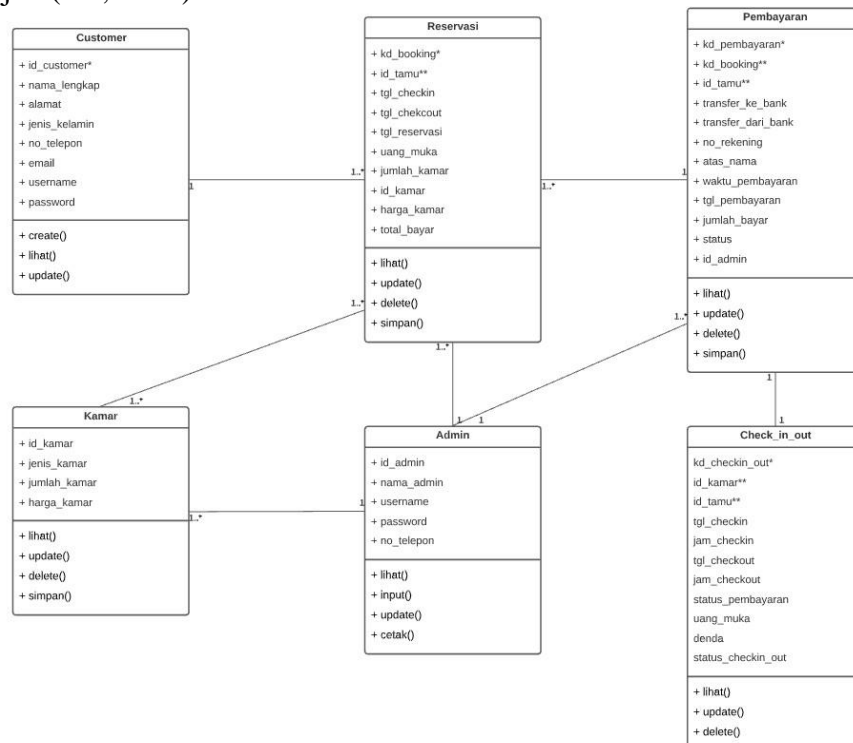 Customer
+ id_customer*
+ nama_lengkap
+ alamat
+ jenis_kelamin
+ no_telepon
+ email
+ username
+ password
+ create()
+ lihat()
+ update()
1
1..*
Reservasi
+ kd_booking*
+ id_tamu**
+ tgl_checkin
+ tgl_chekcout
+ tgl_reservasi
+ uang_muka
+ jumlah_kamar
+ id_kamar
+ harga_kamar
+ total_bayar
+ lihat()
+ update()
+ delete()
+ simpan()
1..*
1
1..*
1..*
Pembayaran
+ kd_pembayaran*
+ kd_booking**
+ id_tamu**
+ transfer_ke_bank
+ transfer_dari_bank
+ no_rekening
+ atas_nama
+ waktu_pembayaran
+ tgl_pembayaran
+ jumlah_bayar
+ status
+ id_admin
+ lihat()
+ update()
+ delete()
+ simpan()
1..*
1
1..*
Kamar
+ id_kamar
+ jenis_kamar
+ jumlah_kamar
+ harga_kamar
+ lihat()
+ update()
+ delete()
+ simpan()
1..*
1
1
1
Admin
+ id_admin
+ nama_admin
+ username
+ password
+ no_telepon
+ lihat()
+ input()
+ update()
+ cetak()
1
Check_in_out
kd_checkin_out*
id_kamar**
id_tamu**
tgl_checkin
jam_checkin
tgl_checkout
jam_checkout
status_pembayaran
uang_muka
denda
status_checkin_out
+ lihat()
+ update()
+ delete()